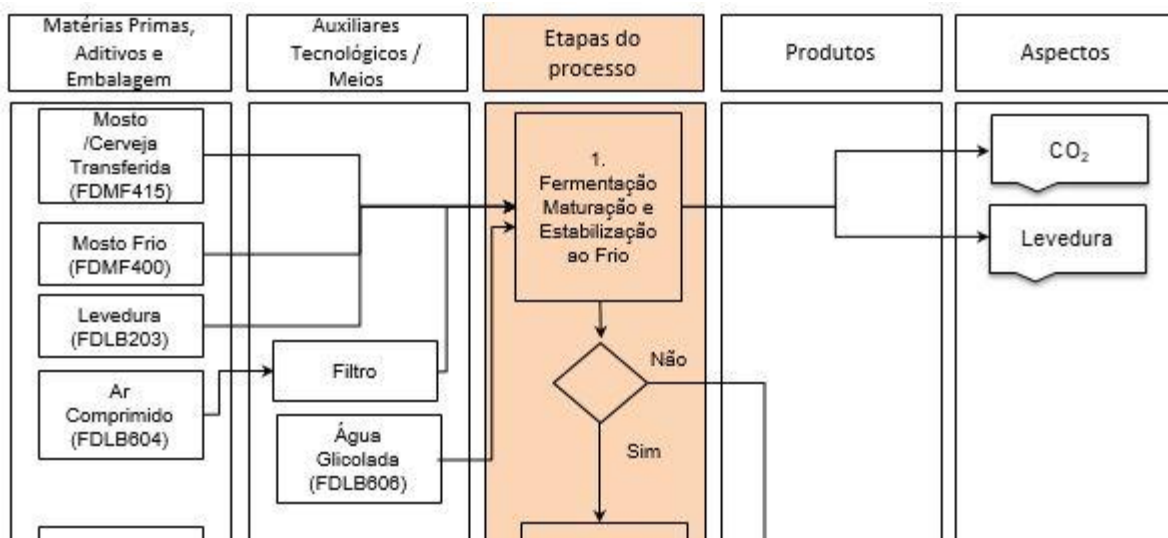 Matérias Primas,
Aditivos e
Embalagem
Auxiliares
Tecnológicos /
Meios
Etapas do
processo
Produtos
Aspectos
Mosto
/Cerveja
Transferida
(FDMF415)
Mosto Frio
(FDMF400)
Levedura
(FDLB203)
Ar
Comprimido
(FDLB604)
Filtro
Água
Glicolada
(FDLB606)
1.
Fermentação
Maturação e
Estabilização
ao Frio
Não
Sim
CO₂
Levedura